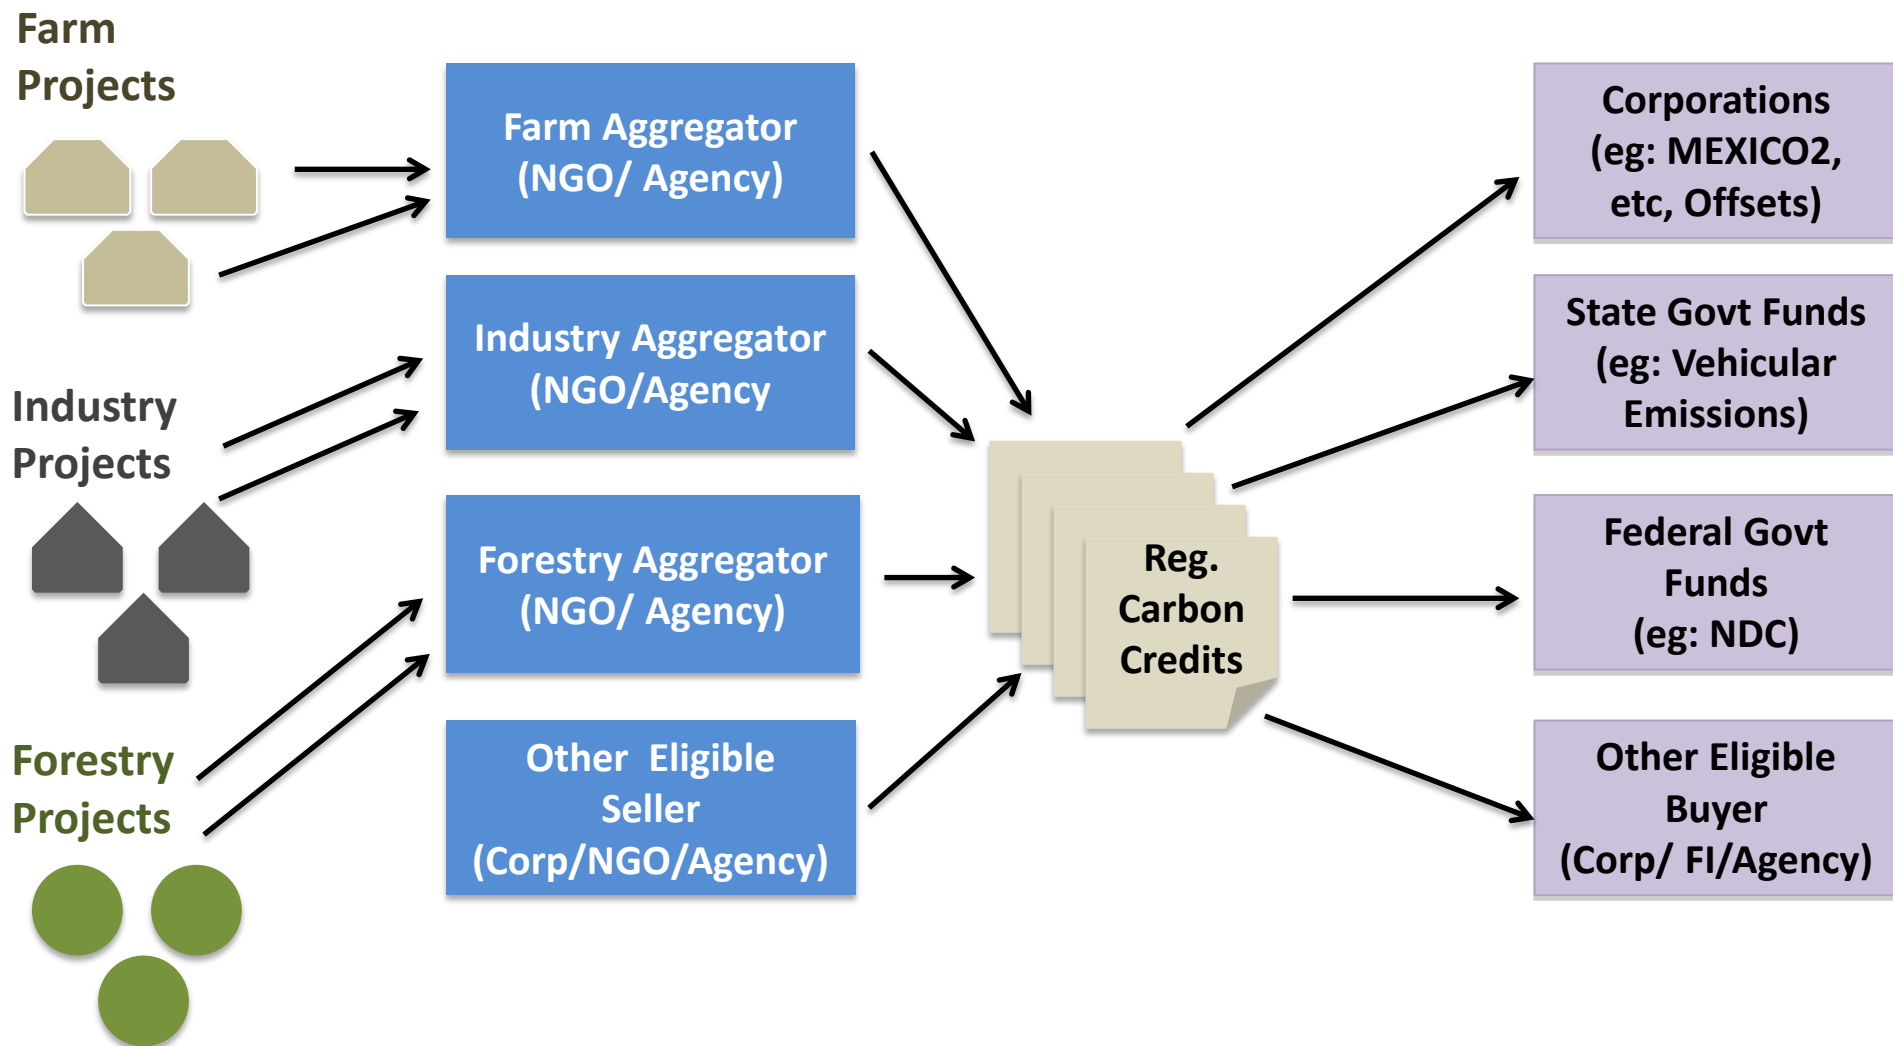 Farm
Projects
Farm Aggregator
(NGO/ Agency)
Industry Aggregator
(NGO/Agency
Industry
Projects
Forestry Aggregator
(NGO/ Agency)
Forestry
Projects
Other Eligible
Seller
(Corp/NGO/Agency)
Reg.
Carbon
Credits
Corporations
(eg: MEXICO2,
etc, Offsets)
State Govt Funds
(eg: Vehicular
Emissions)
Federal Govt
Funds
(eg: NDC)
Other Eligible
Buyer
(Corp/ FI/Agency)